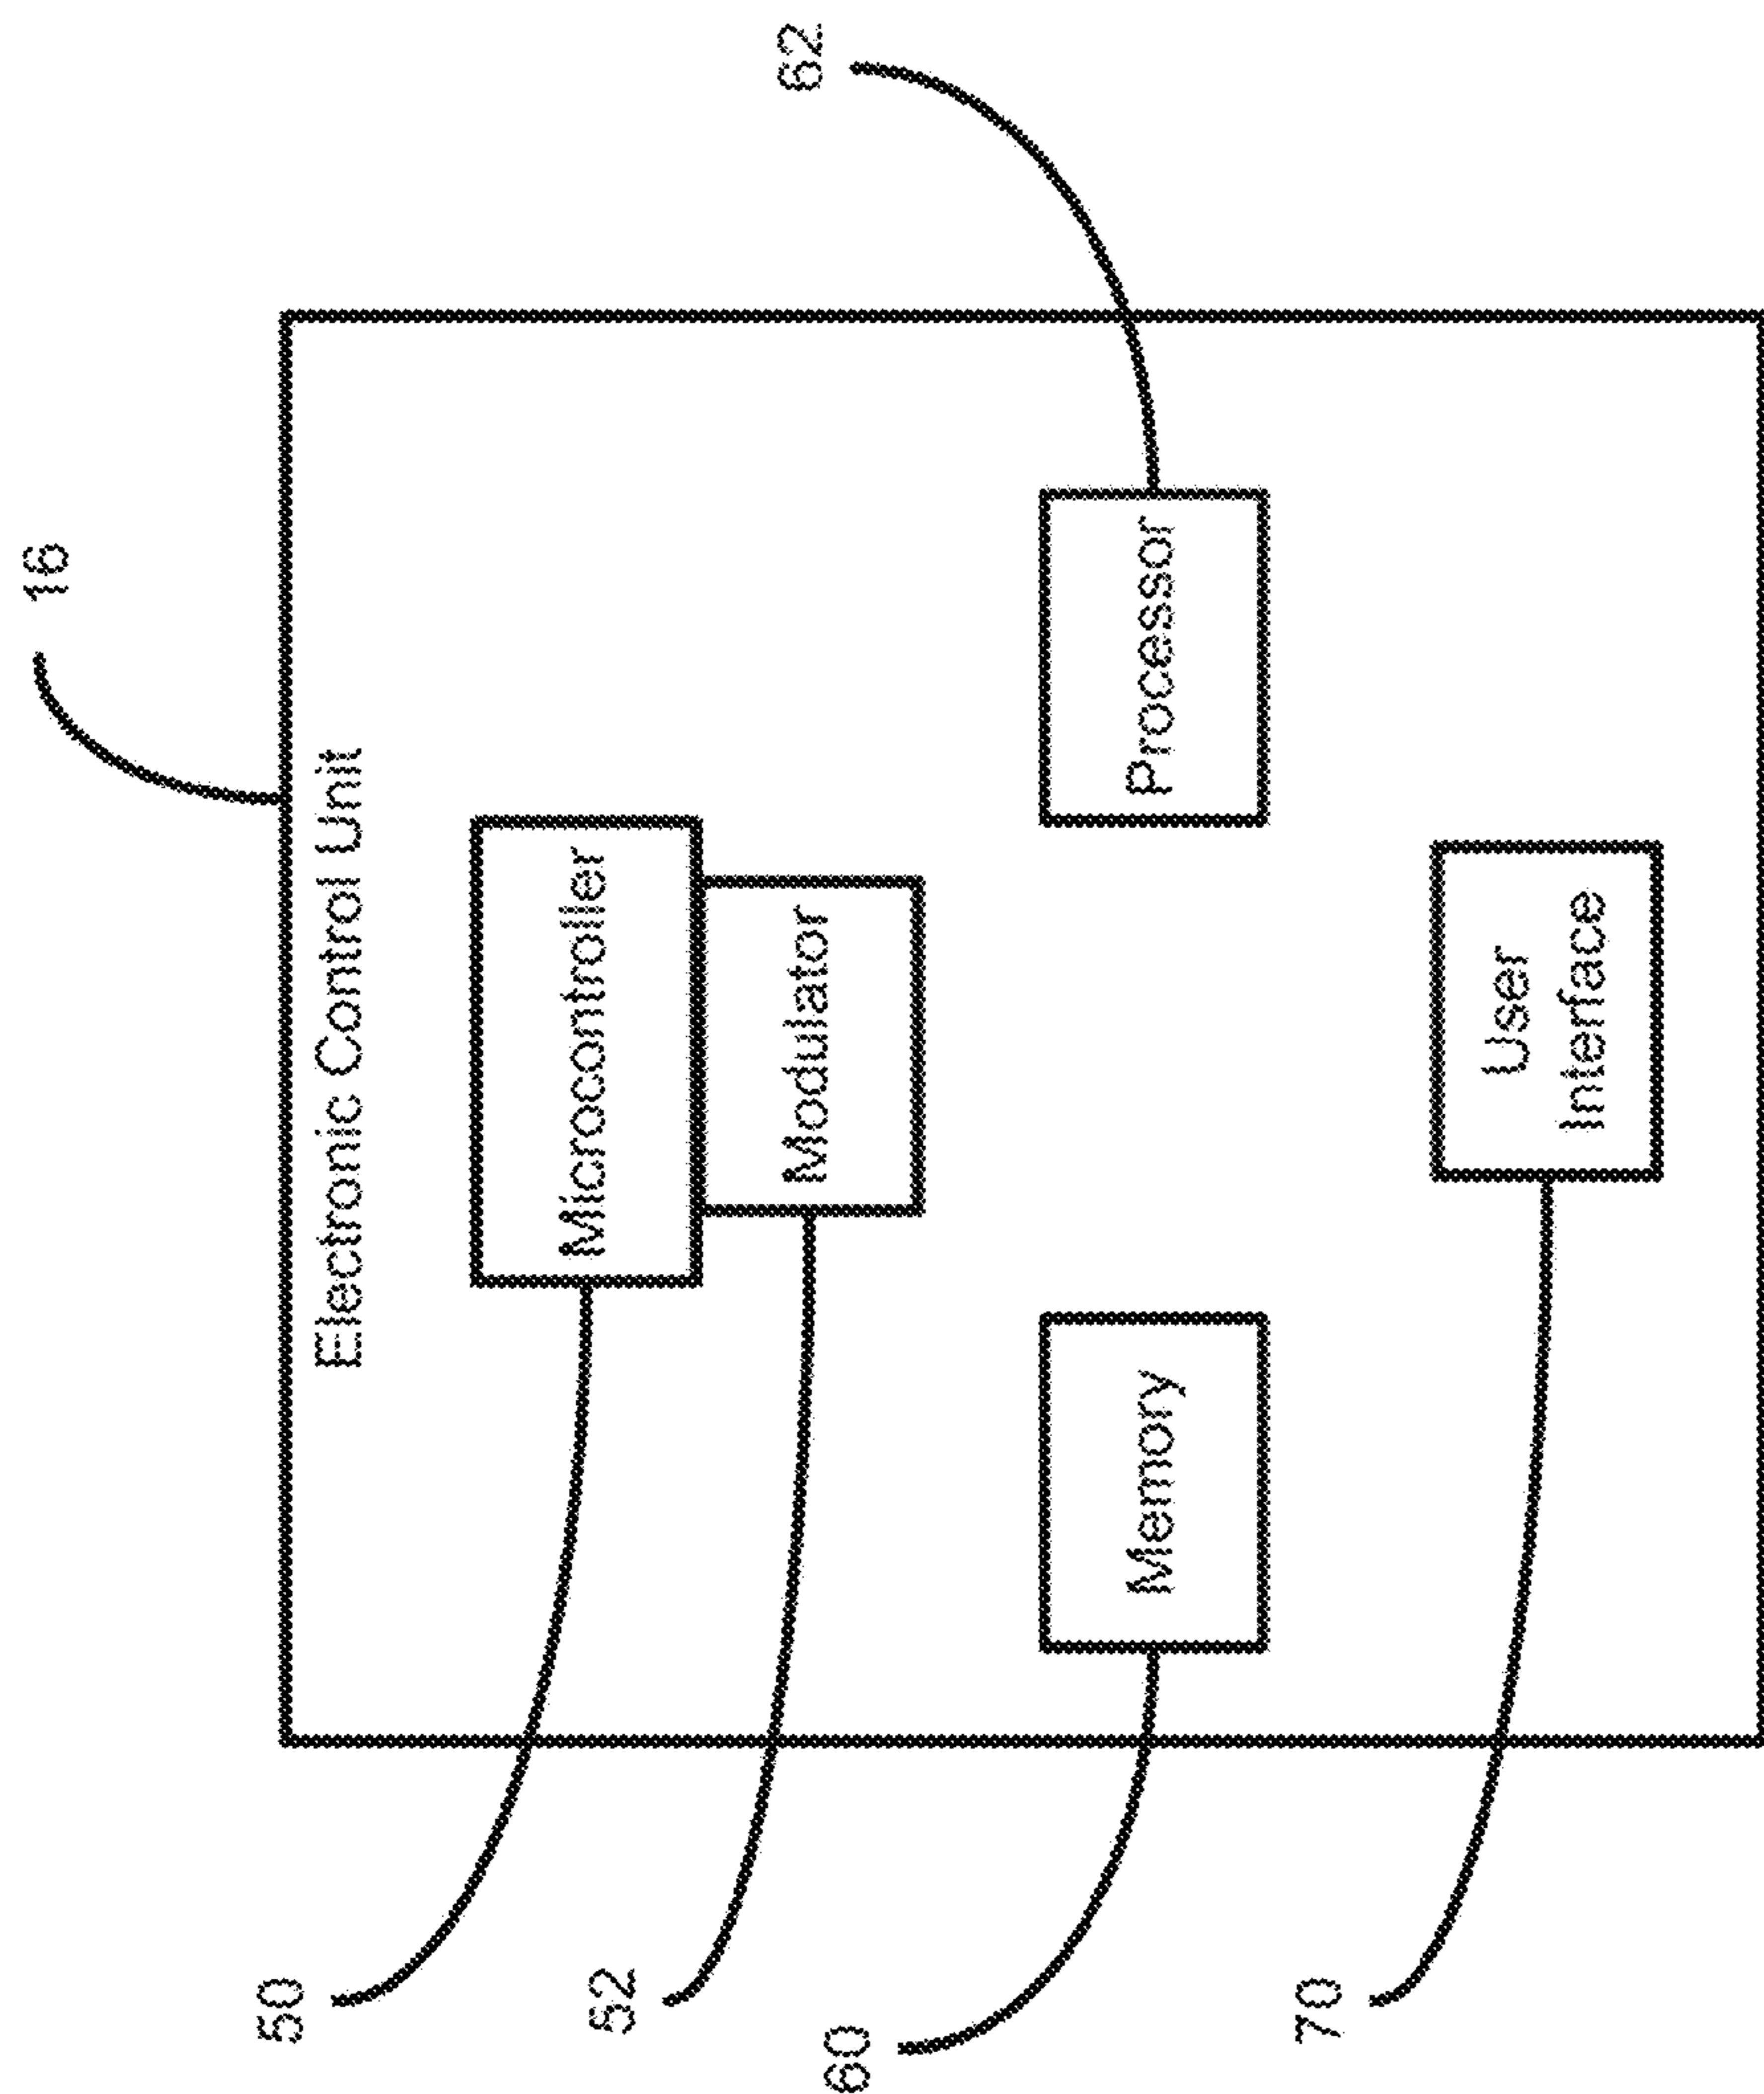 16
Electronic Control Unit
50
Microcontroller
52
Modulator
62
60
Memory
Processor
70
User
Interface